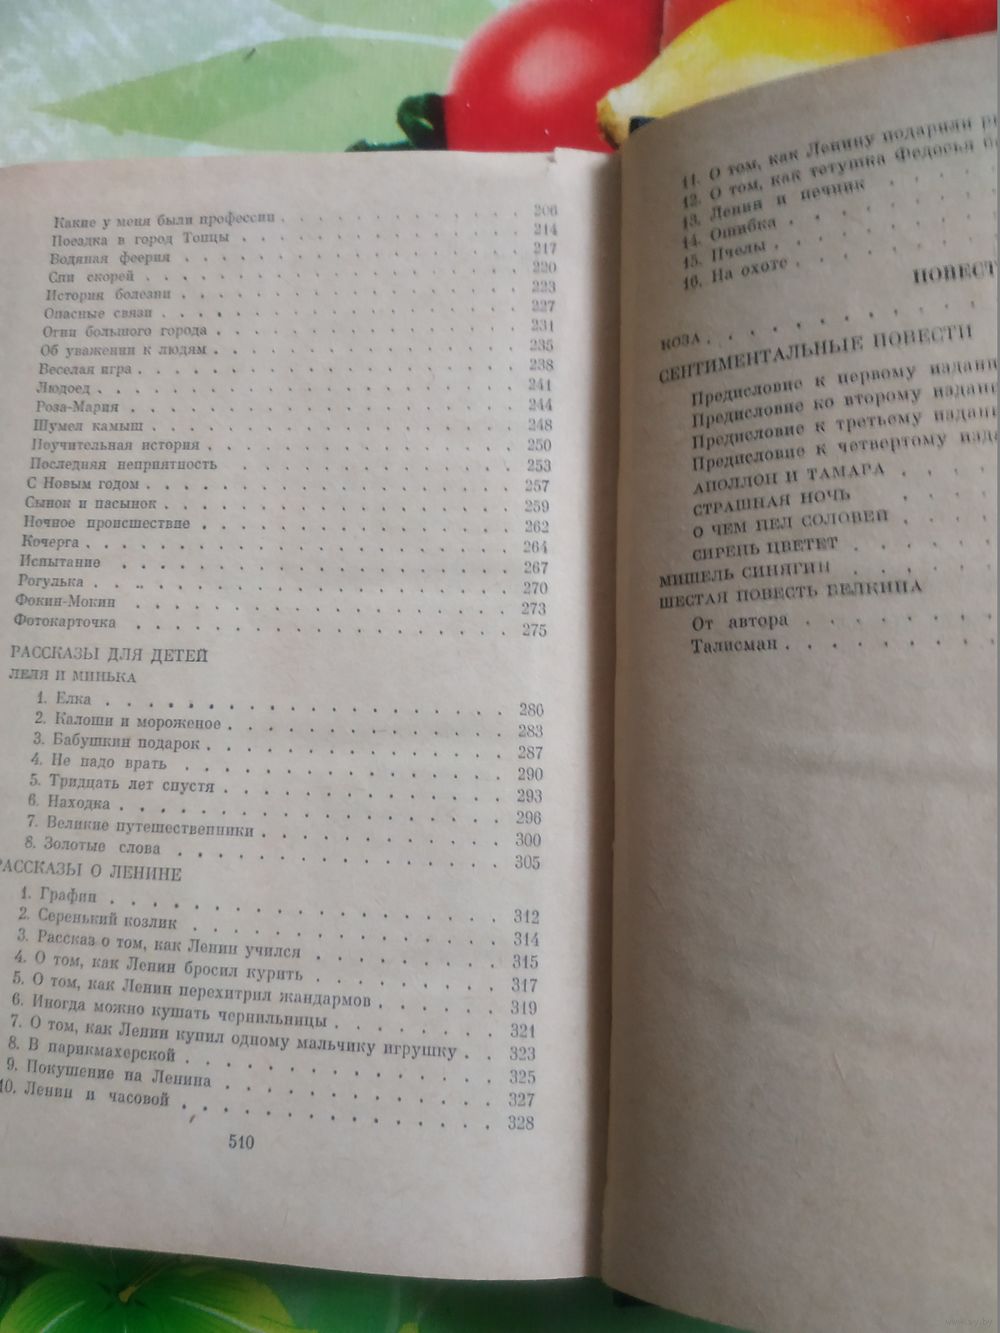 Какие у меня были профессии . . . . . . . . . . . . . 206
Поездка в город Топцы . . . . . . . . . . . . . . . 214
Водяная феерия . . . . . . . . . . . . . . . . . 217
Спи скорей . . . . . . . . . . . . . . . . . . 220
История болезни . . . . . . . . . . . . . . . . . 223
Опасные связи . . . . . . . . . . . . . . . . . 227
Огни большого города . . . . . . . . . . . . . . . 231
Об уважении к людям . . . . . . . . . . . . . . . 235
Веселая игра . . . . . . . . . . . . . . . . . . 238
Людоед . . . . . . . . . . . . . . . . . . . . 241
Роза-Мария . . . . . . . . . . . . . . . . . . 244
Шумел камыш . . . . . . . . . . . . . . . . . 248
Поучительная история . . . . . . . . . . . . . . . 250
Последняя неприятность . . . . . . . . . . . . . . 253
С Новым годом . . . . . . . . . . . . . . . . . 257
Сынок и пасынок . . . . . . . . . . . . . . . . 259
Ночное происшествие . . . . . . . . . . . . . . . 262
Кочерга . . . . . . . . . . . . . . . . . . . . 264
Испытание . . . . . . . . . . . . . . . . . . 267
Рогулька . . . . . . . . . . . . . . . . . . . 270
Фокин-Мокин . . . . . . . . . . . . . . . . . 273
Фотокарточка . . . . . . . . . . . . . . . . . 275
РАССКАЗЫ ДЛЯ ДЕТЕЙ
ЛЕЛЯ И МИНЬКА
1. Елка . . . . . . . . . . . . . . . . . . . 280
2. Калоши и мороженое . . . . . . . . . . . . . 283
3. Бабушкин подарок . . . . . . . . . . . . . . 287
4. Не надо врать . . . . . . . . . . . . . . . 290
5. Тридцать лет спустя . . . . . . . . . . . . . 293
6. Находка . . . . . . . . . . . . . . . . . . 296
7. Великие путешественники . . . . . . . . . . . 300
8. Золотые слова . . . . . . . . . . . . . . . 305
РАССКАЗЫ О ЛЕНИНЕ
1. Графин . . . . . . . . . . . . . . . . . . 312
2. Серенький козлик . . . . . . . . . . . . . . 314
3. Рассказ о том, как Ленин учился . . . . . . . . 315
4. О том, как Ленин бросил курить . . . . . . . . 317
5. О том, как Ленин перехитрил жандармов . . . . . 319
6. Иногда можно кушать чернильницы . . . . . . . 321
7. О том, как Ленин купил одному мальчику игрушку . . 323
8. В парикмахерской . . . . . . . . . . . . . . 325
9. Покушение на Ленина . . . . . . . . . . . . . 327
10. Ленин и часовой . . . . . . . . . . . . . . 328
510
11. О том, как Ленину подарили
12. О том, как тетушка Федосья
13. Ленин и печник . . . . .
14. Ошибка . . . . . . . .
15. Пчелы . . . . . . . .
16. На охоте . . . . . . .
ПОВЕСТ
КОЗА . . . . . . . . . .
СЕНТИМЕНТАЛЬНЫЕ ПОВЕСТИ
Предисловие к первому издани
Предисловие ко второму издани
Предисловие к третьему издани
Предисловие к четвертому изда
АПОЛЛОН И ТАМАРА . . . .
СТРАШНАЯ НОЧЬ . . . .
О ЧЕМ ПЕЛ СОЛОВЕЙ . . . .
СИРЕНЬ ЦВЕТЕТ . . . . . .
МИШЕЛЬ СИНЯГИН . . . . . .
ШЕСТАЯ ПОВЕСТЬ БЕЛКИНА
От автора . . . . . . .
Талисман . . . . . . . .